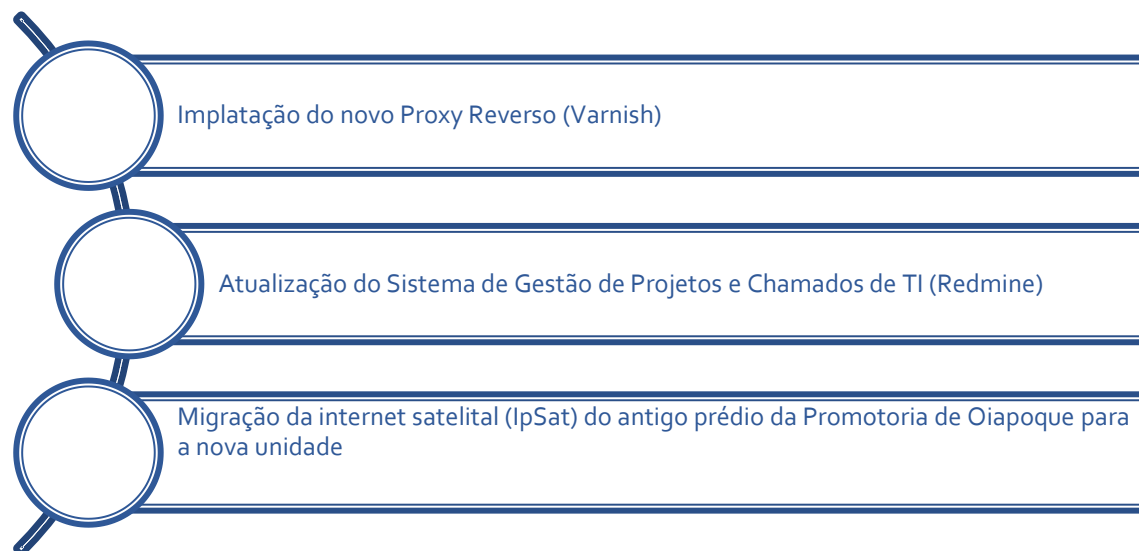 Implatação do novo Proxy Reverso (Varnish)
Atualização do Sistema de Gestão de Projetos e Chamados de TI (Redmine)
Migração da internet satelital (IpSat) do antigo prédio da Promotoria de Oiapoque para
a nova unidade